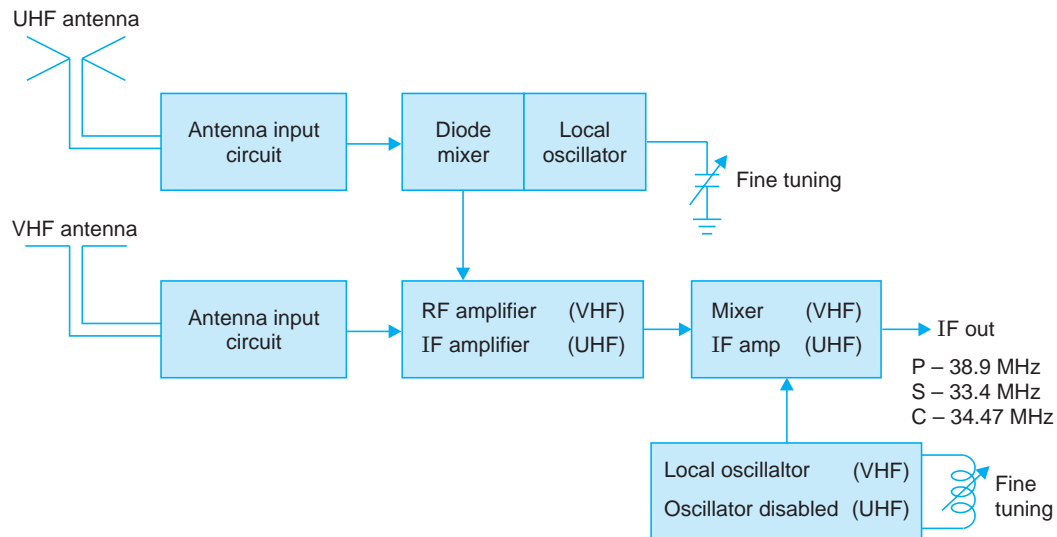 UHF antenna
Antenna input
circuit
Diode
mixer
Local
oscillator
Fine tuning
VHF antenna
Antenna input
circuit
RF amplifier (VHF)
IF amplifier (UHF)
Mixer (VHF)
IF amp (UHF)
IF out
P – 38.9 MHz
S – 33.4 MHz
C – 34.47 MHz
Local oscillaltor (VHF)
Oscillator disabled (UHF)
Fine
tuning